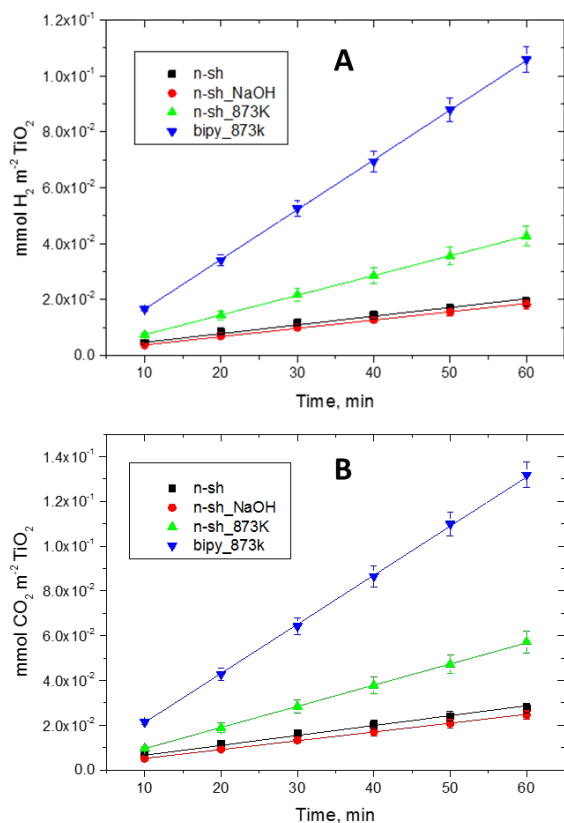 A
n-sh
n-sh_NaOH
n-sh_873K
bipy_873k
mmol H₂ m⁻² TiO₂
1.2x10⁻¹
1.0x10⁻¹
8.0x10⁻²
6.0x10⁻²
4.0x10⁻²
2.0x10⁻²
0.0
10 20 30 40 50 60
Time, min
B
n-sh
n-sh_NaOH
n-sh_873K
bipy_873k
mmol CO₂ m⁻² TiO₂
1.4x10⁻¹
1.2x10⁻¹
1.0x10⁻¹
8.0x10⁻²
6.0x10⁻²
4.0x10⁻²
2.0x10⁻²
0.0
10 20 30 40 50 60
Time, min